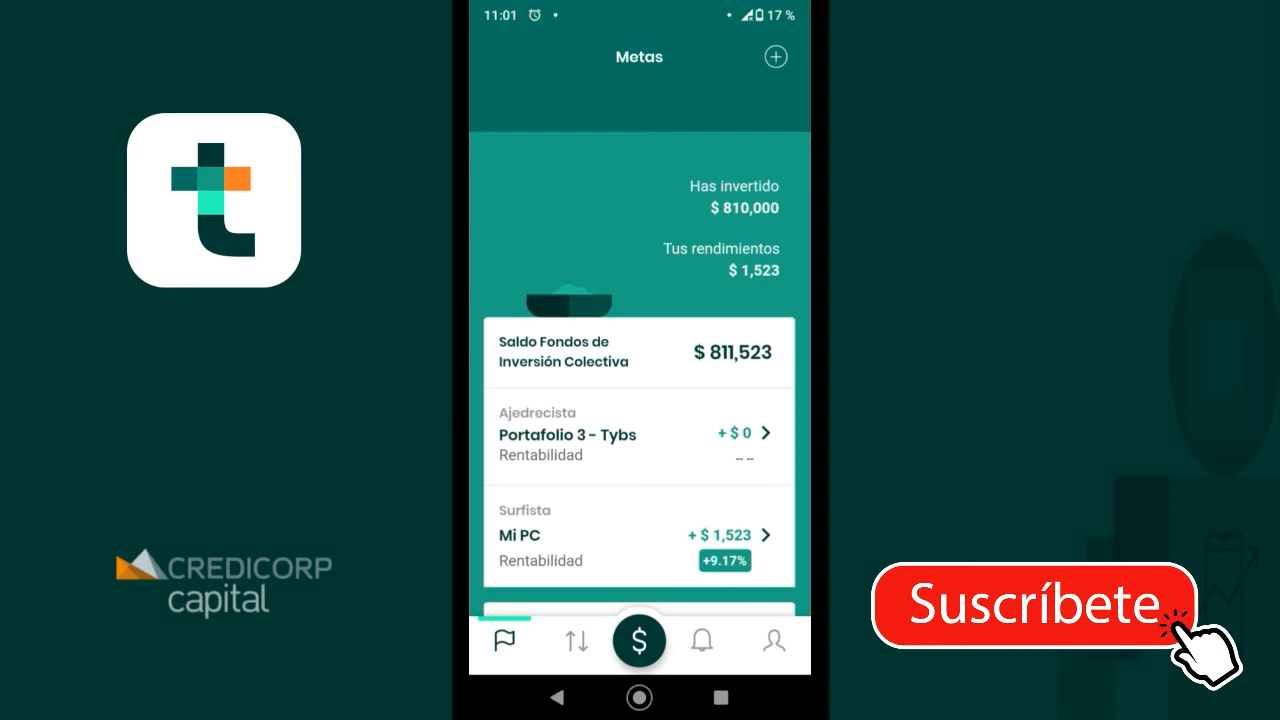 11:01
17 %
Metas
Has invertido
$ 810,000
Tus rendimientos
$ 1,523
Saldo Fondos de
Inversión Colectiva
$ 811,523
Ajedrecista
Portafolio 3 - Tybs
+ $ 0
Rentabilidad
-- --
Surfista
Mi PC
+ $ 1,523
Rentabilidad
+9.17%
$
t
CREDICORP
capital
Suscríbete